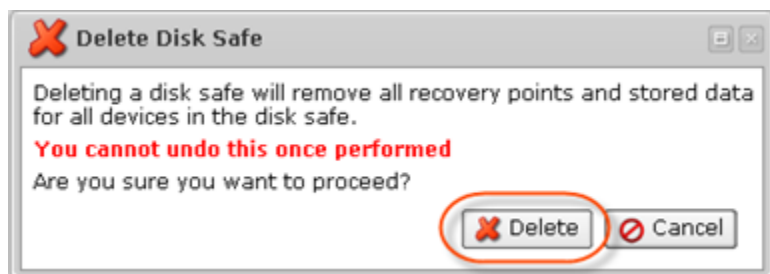 Delete Disk Safe
Deleting a disk safe will remove all recovery points and stored data
for all devices in the disk safe.
You cannot undo this once performed
Are you sure you want to proceed?
Delete Cancel